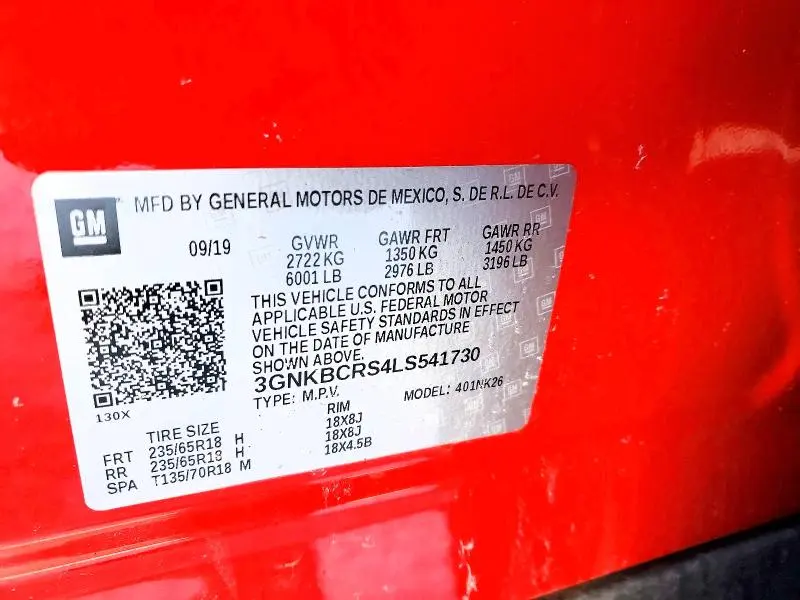 GM
MFD BY GENERAL MOTORS DE MEXICO, S. DE R.L. DE C.V.
09/19
GVWR GAWR FRT GAWR RR
2722 KG 1350 KG 1450 KG
6001 LB 2976 LB 3196 LB
THIS VEHICLE CONFORMS TO ALL
APPLICABLE U.S. FEDERAL MOTOR
VEHICLE SAFETY STANDARDS IN EFFECT
ON THE DATE OF MANUFACTURE
SHOWN ABOVE.
3GNKBCRS4LS541730
TYPE: M.P.V. MODEL: 401NK26
130X
TIRE SIZE RIM
FRT 235/65R18 H 18X8J
RR 235/65R18 H 18X8J
SPA T135/70R18 M 18X4.5B